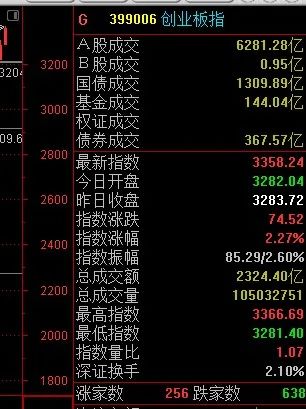 G 399006 创业板指
A股成交 6281.28亿
B股成交 0.95亿
国债成交 1309.89亿
基金成交 144.04亿
权证成交
债券成交 367.57亿
最新指数 3358.24
今日开盘 3282.04
昨日收盘 3283.72
指数涨跌 74.52
指数涨幅 2.27%
指数振幅 85.29/2.60%
总成交额 2324.40亿
总成交量 105032751
最高指数 3366.69
最低指数 3281.40
指数量比 1.07
深证换手 2.10%
涨家数 256 跌家数 638
3204
3200
3000
2800
09.6
2600
2400
2200
2000
1800